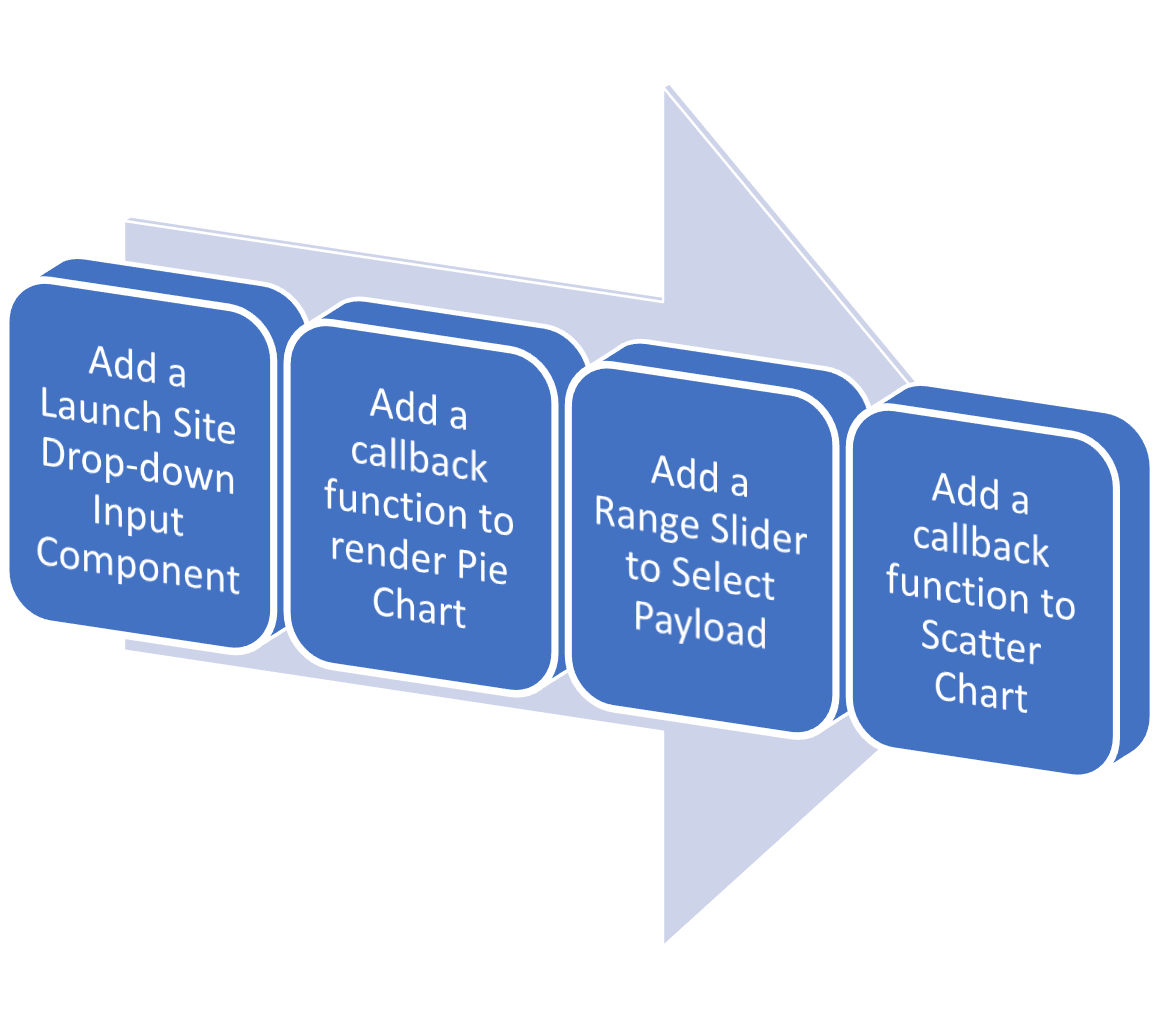 Add a
Launch Site
Drop-down
Input
Component
Add a
callback
function to
render Pie
Chart
Add a
Range Slider
to Select
Payload
Add a
callback
function to
Scatter
Chart